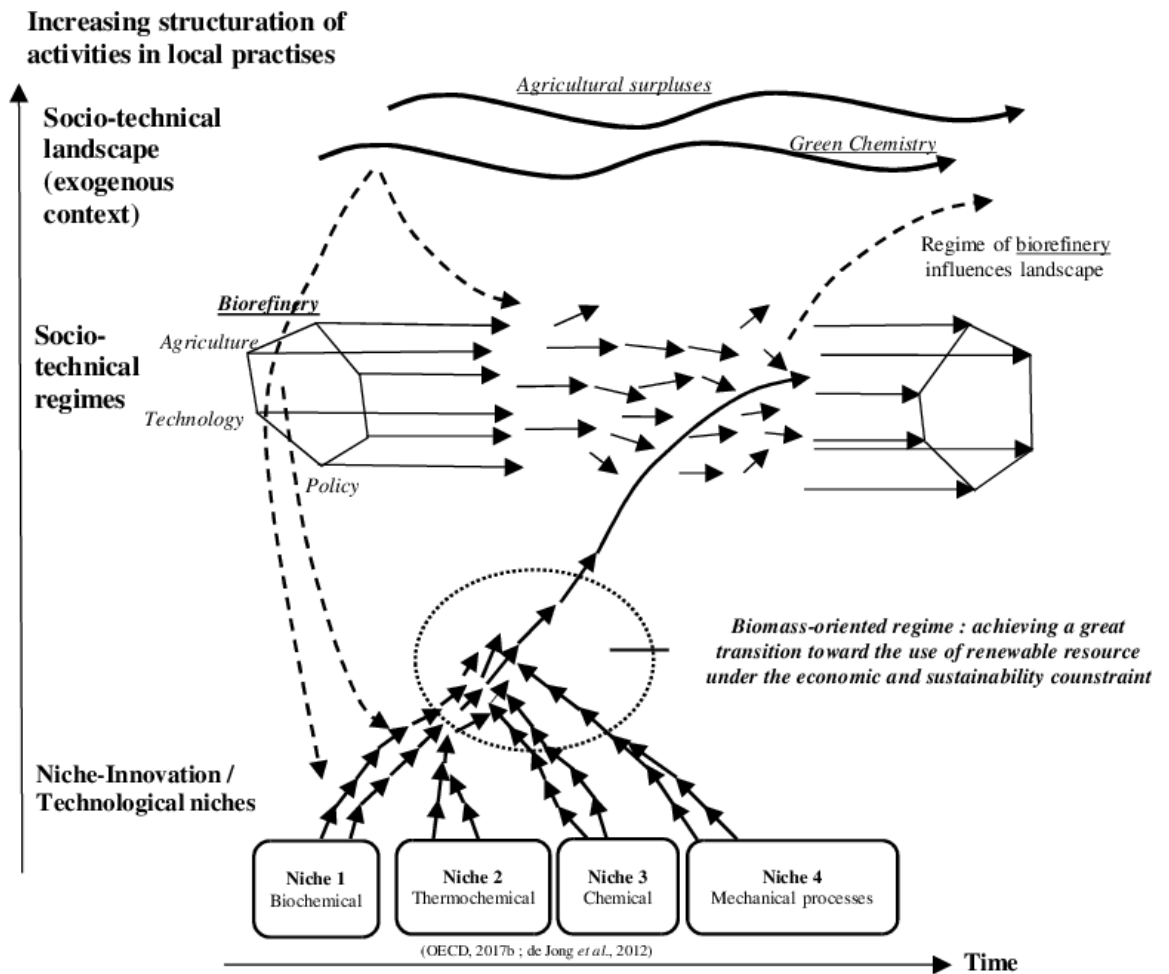 Increasing structuration of
activities in local practises
Agricultural surpluses
Socio-technical
landscape
(exogenous
context)
Green Chemistry
Regime of biorefinery
influences landscape
Biorefinery
Agriculture
Socio-
technical
regimes
Technology
Policy
Biomass-oriented regime : achieving a great
transition toward the use of renewable resource
under the economic and sustainability counstraint
Niche-Innovation /
Technological niches
Niche 1
Biochemical
Niche 2
Thermochemical
Niche 3
Chemical
Niche 4
Mechanical processes
(OECD, 2017b ; de Jong et al., 2012)
Time